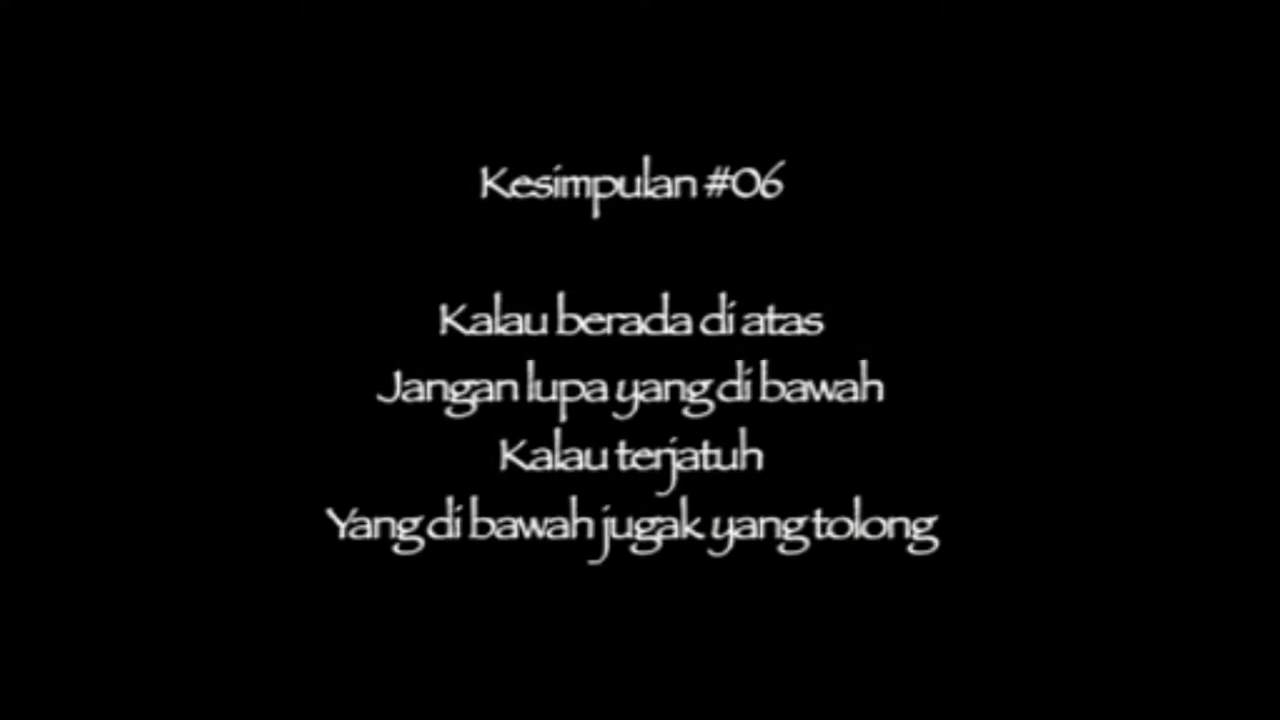 Kesimpulan #06
Kalau berada di atas
Jangan lupa yang di bawah
Kalau terjatuh
Yang di bawah jugak yang tolong